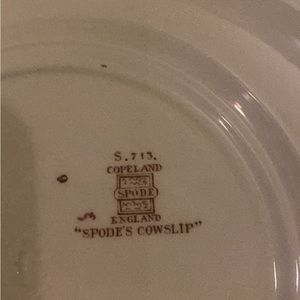 S.713.
COPELAND
SPODE
ENGLAND
"SPODE'S COWSLIP"